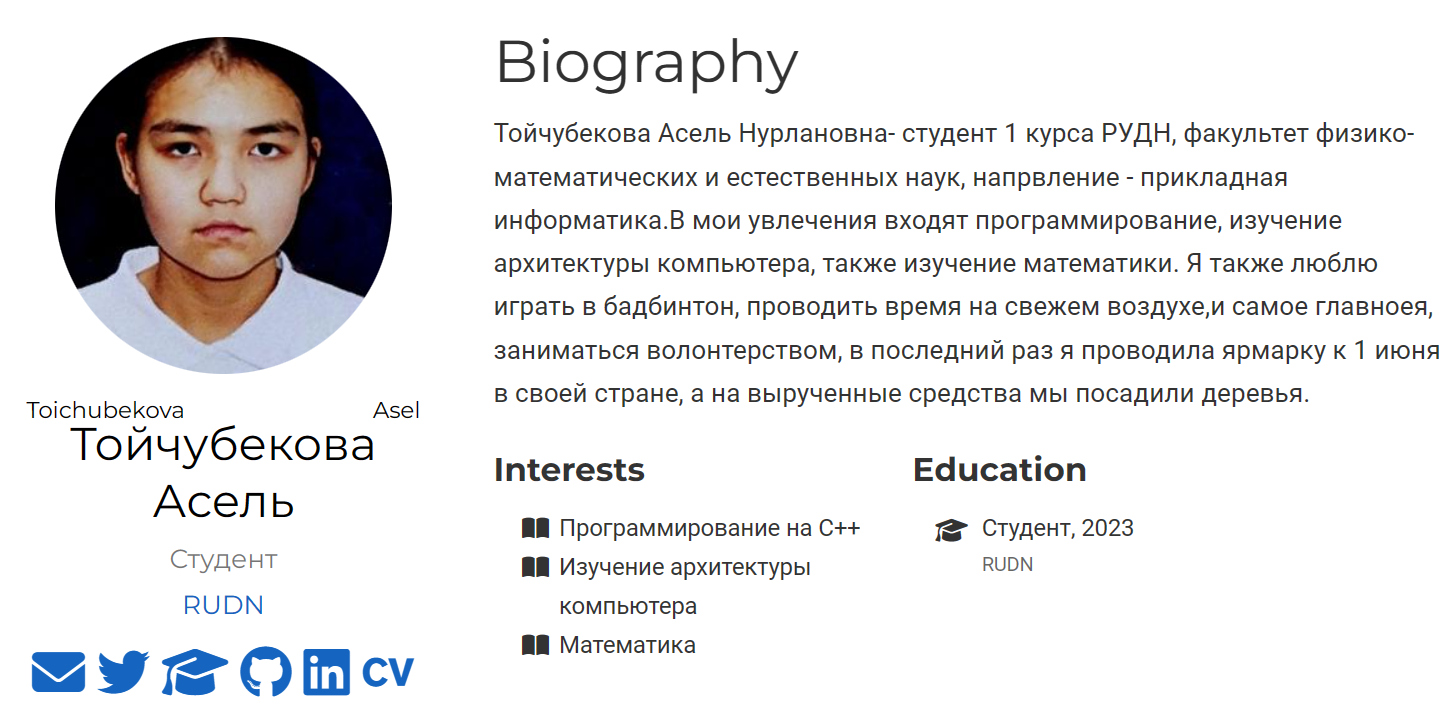 Toichubekova Asel
Тойчубекова
Асель
Студент
RUDN
CV
Biography
Тойчубекова Асель Нурлановна- студент 1 курса РУДН, факультет физико-
математических и естественных наук, напрвление - прикладная
информатика.В мои увлечения входят программирование, изучение
архитектуры компьютера, также изучение математики. Я также люблю
играть в бадбинтон, проводить время на свежем воздухе,и самое главноея,
заниматься волонтерством, в последний раз я проводила ярмарку к 1 июня
в своей стране, а на вырученные средства мы посадили деревья.
Interests
Программирование на C++
Изучение архитектуры
компьютера
Математика
Education
Студент, 2023
RUDN